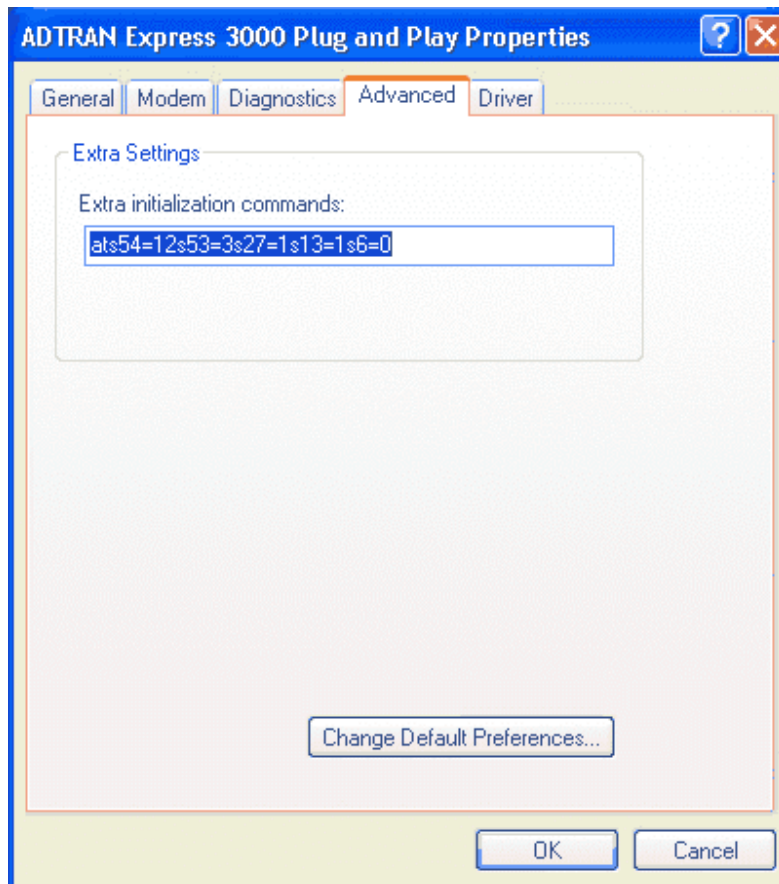 ADTRAN Express 3000 Plug and Play Properties
General Modem Diagnostics Advanced Driver
Extra Settings
Extra initialization commands:
ats54=12s53=3s27=1s13=1s6=0
Change Default Preferences...
OK Cancel